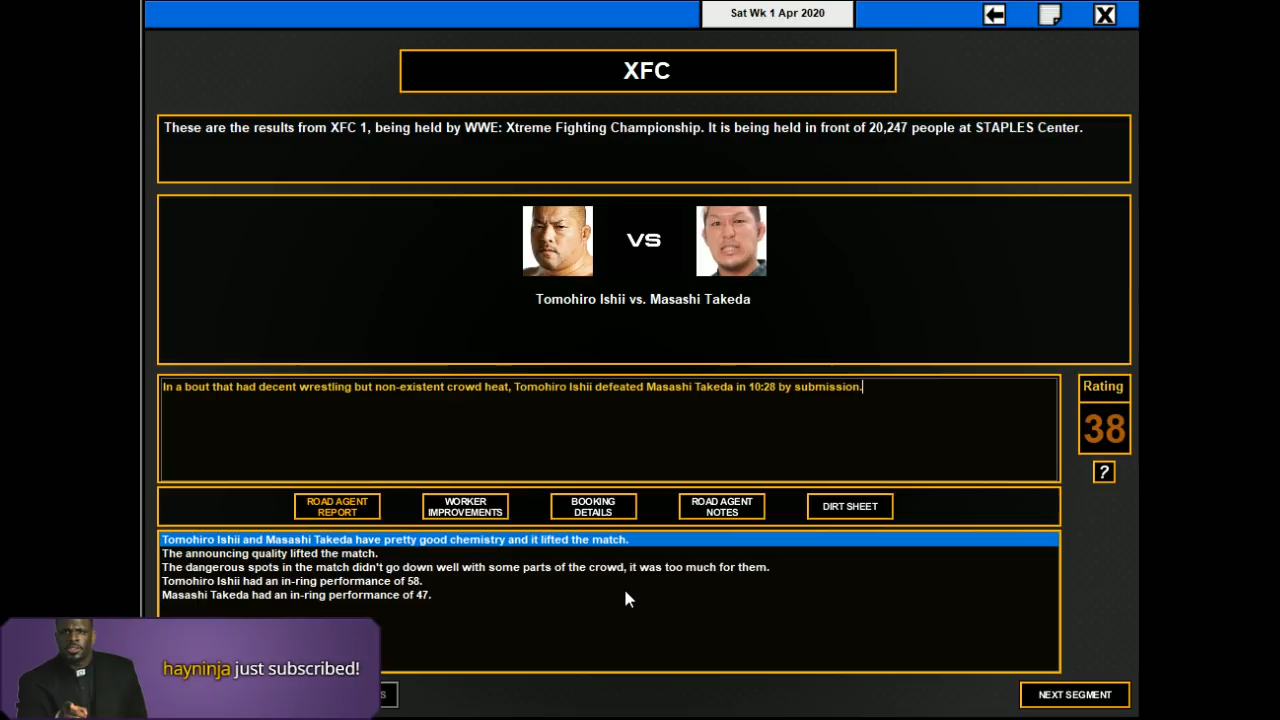 Sat Wk 1 Apr 2020
XFC
These are the results from XFC 1, being held by WWE: Xtreme Fighting Championship. It is being held in front of 20,247 people at STAPLES Center.
VS
Tomohiro Ishii vs. Masashi Takeda
In a bout that had decent wrestling but non-existent crowd heat, Tomohiro Ishii defeated Masashi Takeda in 10:28 by submission.
Rating
38
?
ROAD AGENT
REPORT
WORKER
IMPROVEMENTS
BOOKING
DETAILS
ROAD AGENT
NOTES
DIRT SHEET
Tomohiro Ishii and Masashi Takeda have pretty good chemistry and it lifted the match.
The announcing quality lifted the match.
The dangerous spots in the match didn't go down well with some parts of the crowd, it was too much for them.
Tomohiro Ishii had an in-ring performance of 58.
Masashi Takeda had an in-ring performance of 47.
hayninja just subscribed!
S
NEXT SEGMENT